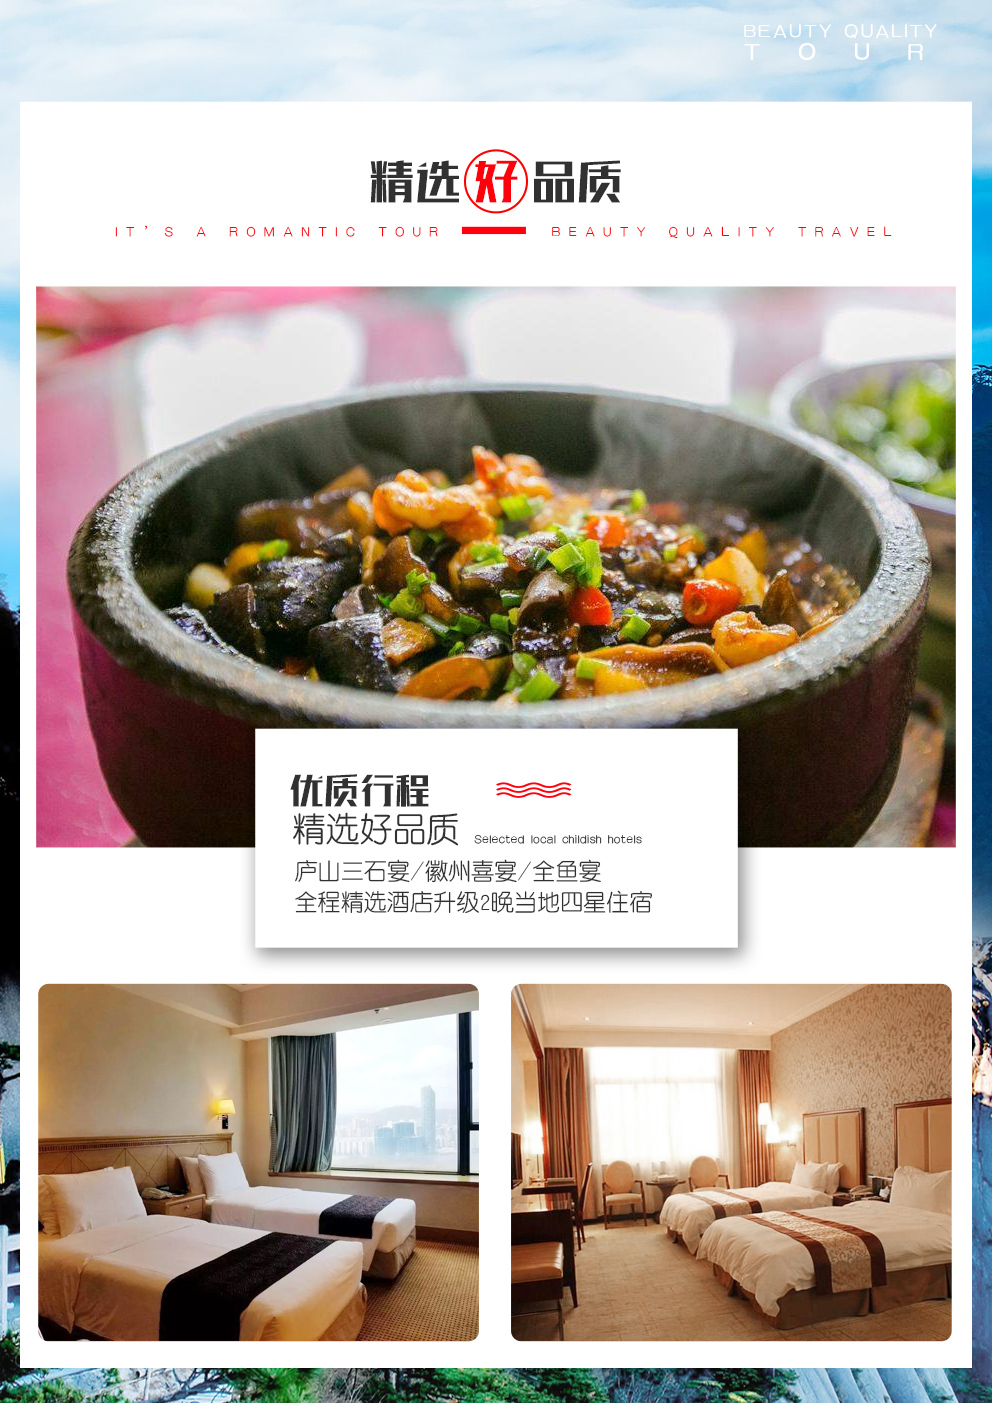 BEAUTY QUALITY
TOUR
精选好品质
IT'S A ROMANTIC TOUR BEAUTY QUALITY TRAVEL
优质行程
精选好品质 Selected local childish hotels
庐山三石宴/徽州喜宴/全鱼宴
全程精选酒店升级2晚当地四星住宿